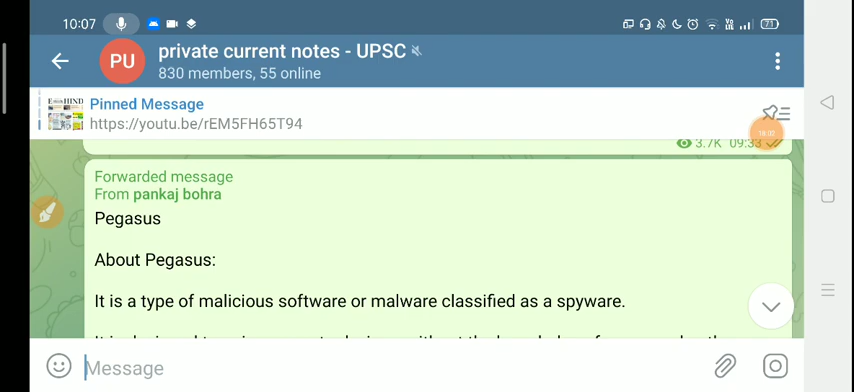 10:07
71
PU
private current notes - UPSC
830 members, 55 online
Pinned Message
https://youtu.be/rEM5FH65T94
3.7K 09:33
Forwarded message
From pankaj bohra
Pegasus
About Pegasus:
It is a type of malicious software or malware classified as a spyware.
Message